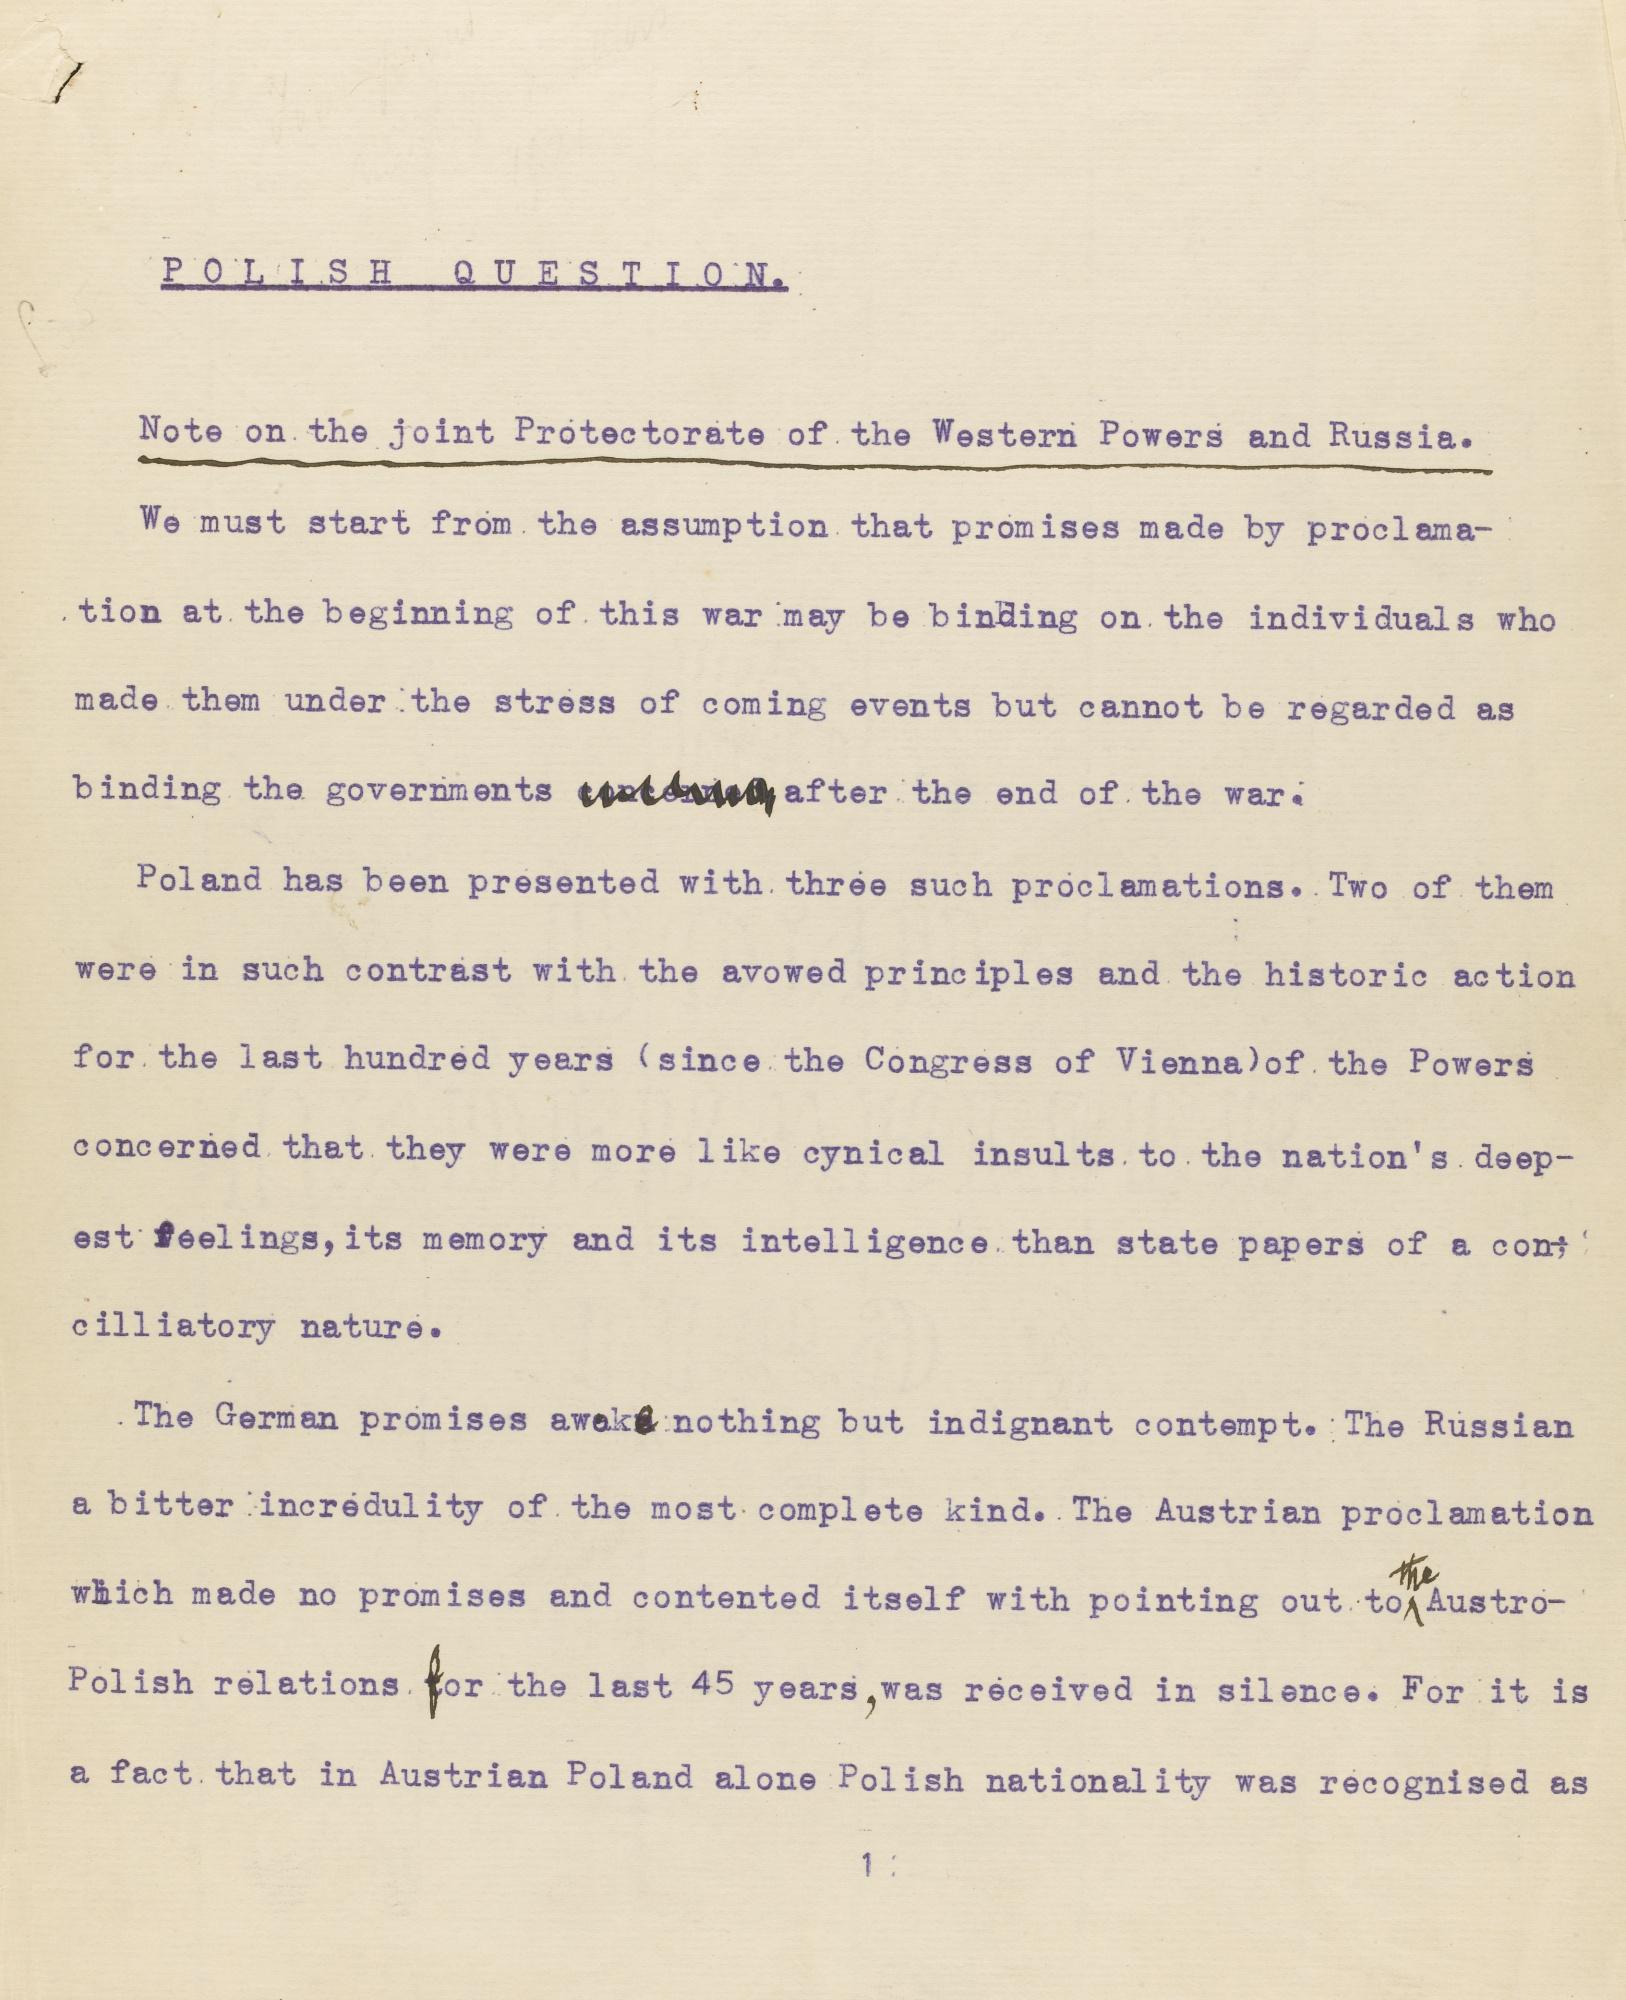 POLISH QUESTION.
Note on the joint Protectorate of the Western Powers and Russia.
We must start from the assumption that promises made by proclama-
tion at the beginning of this war may be binding on the individuals who
made them under the stress of coming events but cannot be regarded as
binding the governments concerned after the end of the war.
Poland has been presented with three such proclamations. Two of them
were in such contrast with the avowed principles and the historic action
for the last hundred years (since the Congress of Vienna)of the Powers
concerned that they were more like cynical insults to the nation's deep-
est feelings,its memory and its intelligence than state papers of a con-
cilliatory nature.
The German promises awoke nothing but indignant contempt. The Russian
a bitter incredulity of the most complete kind. The Austrian proclamation
which made no promises and contented itself with pointing out to the Austro-
Polish relations for the last 45 years,was received in silence. For it is
a fact that in Austrian Poland alone Polish nationality was recognised as
1